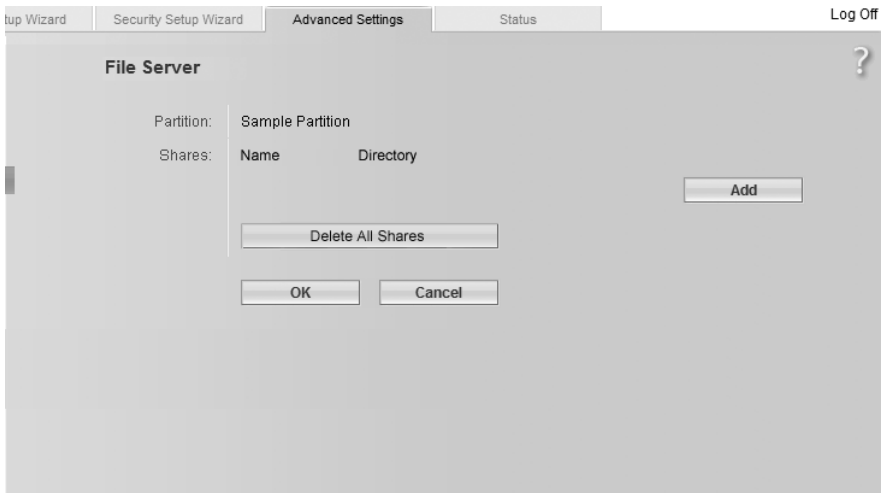 tup Wizard Security Setup Wizard Advanced Settings Status Log Off
File Server ?
Partition: Sample Partition
Shares: Name Directory
Add
Delete All Shares
OK Cancel